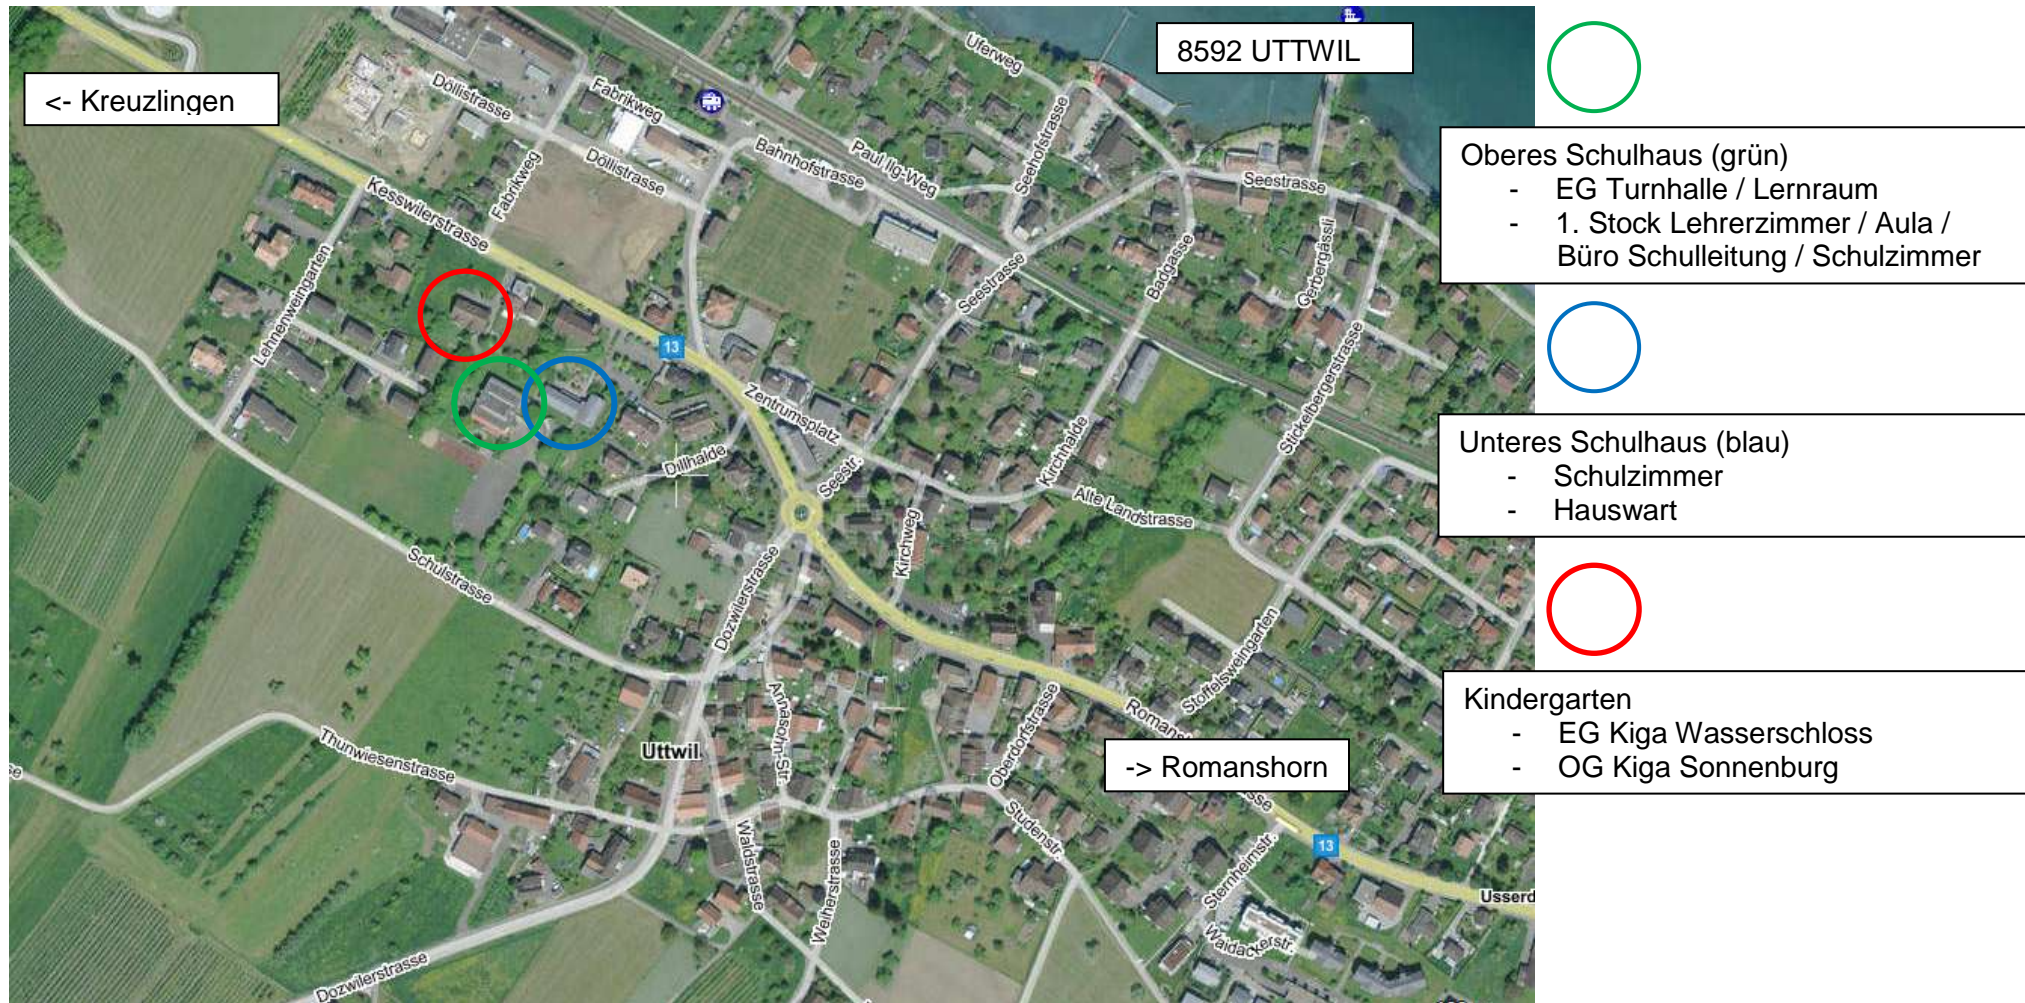 8592 UTTWIL
<- Kreuzlingen
-> Romanshorn
Oberes Schulhaus (grün)
- EG Turnhalle / Lernraum
- 1. Stock Lehrerzimmer / Aula /
Büro Schulleitung / Schulzimmer
Unteres Schulhaus (blau)
- Schulzimmer
- Hauswart
Kindergarten
- EG Kiga Wasserschloss
- OG Kiga Sonnenburg
Uferweg
Döllistrasse
Fabrikweg
Seehofstrasse
Bahnhofstrasse
Paul Ilg-Weg
Döllistrasse
Fabrikweg
Kesswilerstrasse
Seestrasse
Badgasse
Gerbergässli
Lehnenweingarten
Seestrasse
13
Zentrumsplatz
Stickelbergerstrasse
Dillhalde
Seestr.
Kirchhalde
Alte Landstrasse
Kirchweg
Schulstrasse
Dozwilerstrasse
Stoffelsweingarten
Annasohn-Str.
Oberdorfstrasse
Thurwiesenstrasse
Uttwil
Studenstr.
Waldstrasse
Weiherstrasse
13
Sternheimstr.
Waidackerstr.
Usserd
Dozwilerstrasse